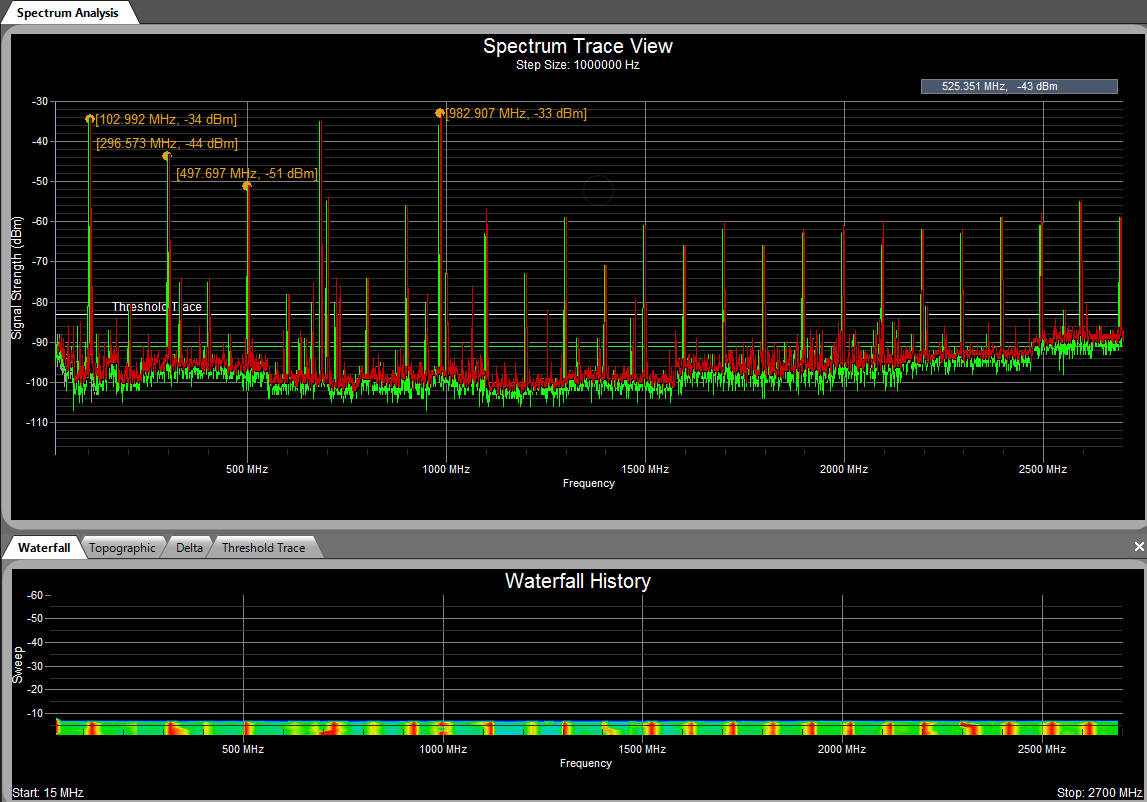 Spectrum Analysis
Spectrum Trace View
Step Size: 1000000 Hz
525.351 MHz, -43 dBm
-30
[102.992 MHz, -34 dBm]
[982.907 MHz, -33 dBm]
-40
[296.573 MHz, -44 dBm]
-50
[497.697 MHz, -51 dBm]
-60
-70
-80
Threshold Trace
-90
-100
-110
Signal Strength (dBm)
500 MHz
1000 MHz
1500 MHz
2000 MHz
2500 MHz
Frequency
Waterfall
Topographic
Delta
Threshold Trace
Waterfall History
-60
-50
-40
-30
-20
-10
Sweep
500 MHz
1000 MHz
1500 MHz
2000 MHz
2500 MHz
Frequency
Start: 15 MHz
Stop: 2700 MHz